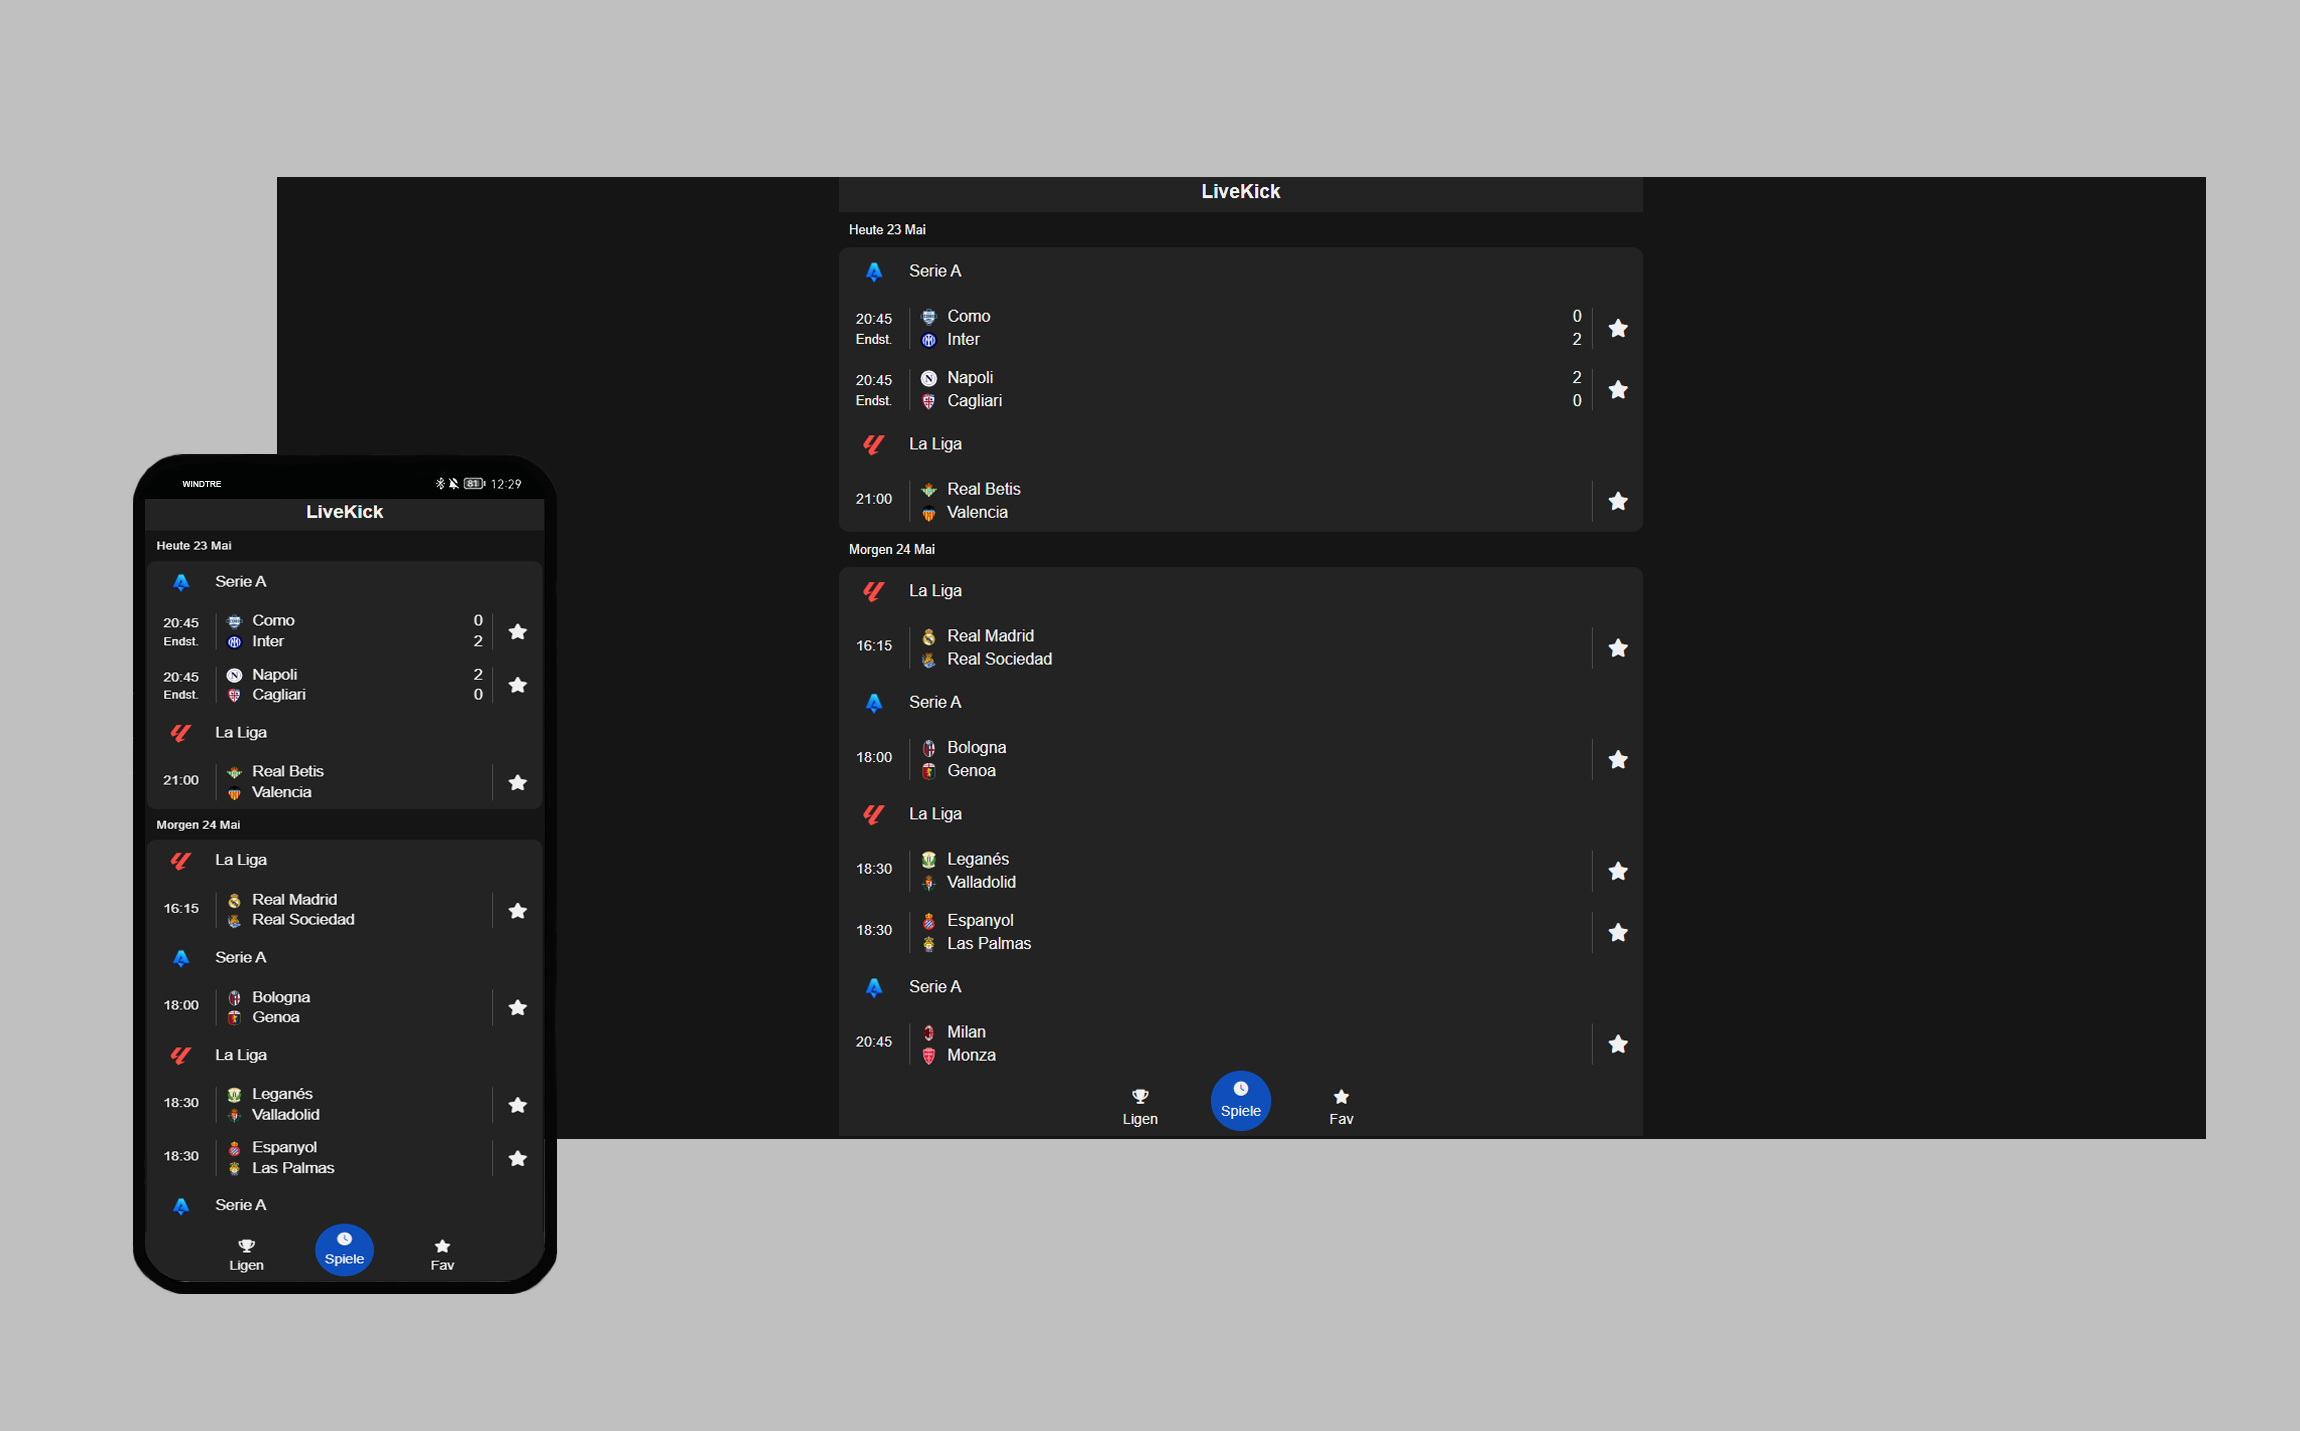 LiveKick
Heute 23 Mai
Serie A
20:45
Endst.
Como
Inter
0
2
20:45
Endst.
Napoli
Cagliari
2
0
La Liga
21:00
Real Betis
Valencia
Morgen 24 Mai
La Liga
16:15
Real Madrid
Real Sociedad
Serie A
18:00
Bologna
Genoa
La Liga
18:30
Leganés
Valladolid
18:30
Espanyol
Las Palmas
Serie A
20:45
Milan
Monza
Ligen
Spiele
Fav
WINDTRE
81
12:29
LiveKick
Heute 23 Mai
Serie A
20:45
Endst.
Como
Inter
0
2
20:45
Endst.
Napoli
Cagliari
2
0
La Liga
21:00
Real Betis
Valencia
Morgen 24 Mai
La Liga
16:15
Real Madrid
Real Sociedad
Serie A
18:00
Bologna
Genoa
La Liga
18:30
Leganés
Valladolid
18:30
Espanyol
Las Palmas
Serie A
Ligen
Spiele
Fav